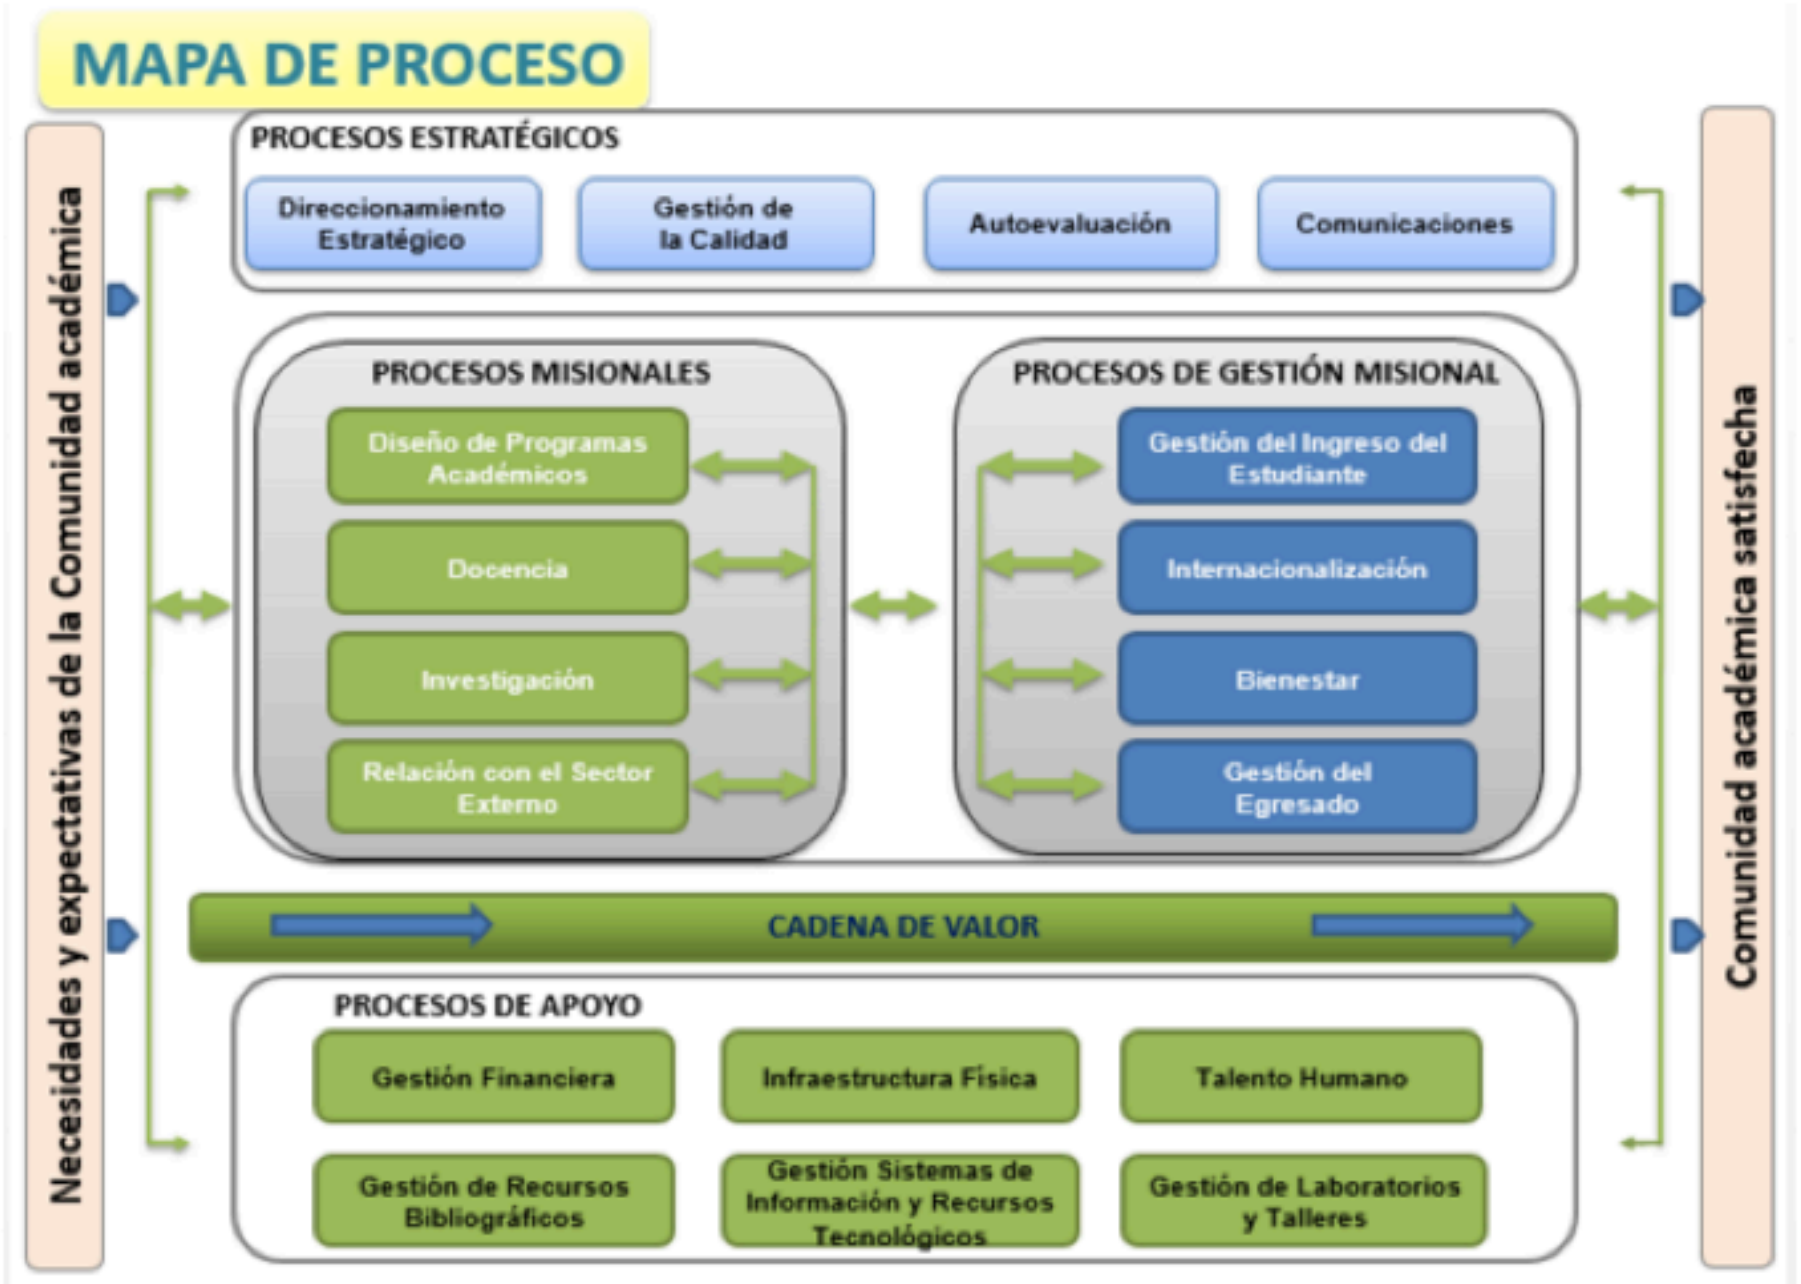 MAPA DE PROCESO
Necesidades y expectativas de la Comunidad académica
PROCESOS ESTRATÉGICOS
Direccionamiento
Estratégico
Gestión de
la Calidad
Autoevaluación
Comunicaciones
PROCESOS MISIONALES
Diseño de Programas
Académicos
Docencia
Investigación
Relación con el Sector
Externo
PROCESOS DE GESTIÓN MISIONAL
Gestión del Ingreso del
Estudiante
Internacionalización
Bienestar
Gestión del
Egresado
CADENA DE VALOR
PROCESOS DE APOYO
Gestión Financiera
Infraestructura Física
Talento Humano
Gestión de Recursos
Bibliográficos
Gestión Sistemas de
Información y Recursos
Tecnológicos
Gestión de Laboratorios
y Talleres
Comunidad académica satisfecha